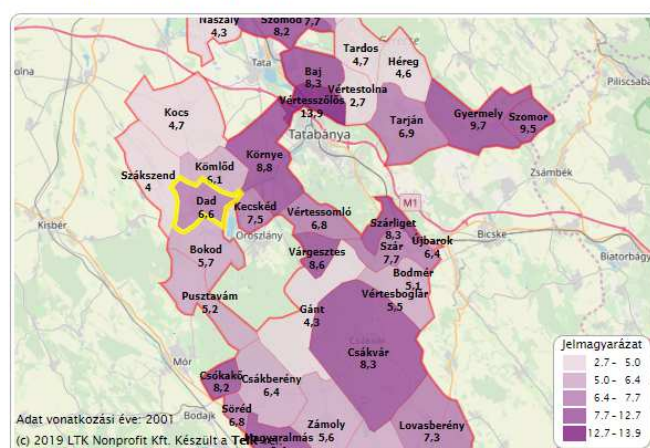 Naszály
4,3
Szomód
8,2
7,7
olna
Tata
Baj
8,3
Tardos
4,7
Héreg
4,6
Vértestolna
2,7
Vértesszőlős
13,9
Tatabánya
Tarján
6,9
Gyermely
9,7
Szomor
9,5
Piliscsaba
Kocs
4,7
Környe
8,8
Kömlőd
6,1
Szákszend
4
Dad
6,6
Kecskéd
7,5
Zsámbék
M1
Kisbér
Oroszlány
Vértessomló
6,8
Szárliget
8,3
Bokod
5,7
Várgesztes
8,6
Szár
7,7
Újbarok
6,4
Bicske
Biatorbágy
Bodmér
5,1
Pusztavám
5,2
Vértesboglár
5,5
Gánt
4,3
Mór
Csákvár
8,3
Csókakő
8,2
Csákberény
6,4
Söréd
6,8
Bodajk
Zámoly
5,6
Lovasberény
7,3
Magyaralmás
Jelmagyarázat
2.7 - 5.0
5.0 - 6.4
6.4 - 7.7
7.7 - 12.7
12.7 - 13.9
Adat vonatkozási éve: 2001
(c) 2019 LTK Nonprofit Kft. Készült a